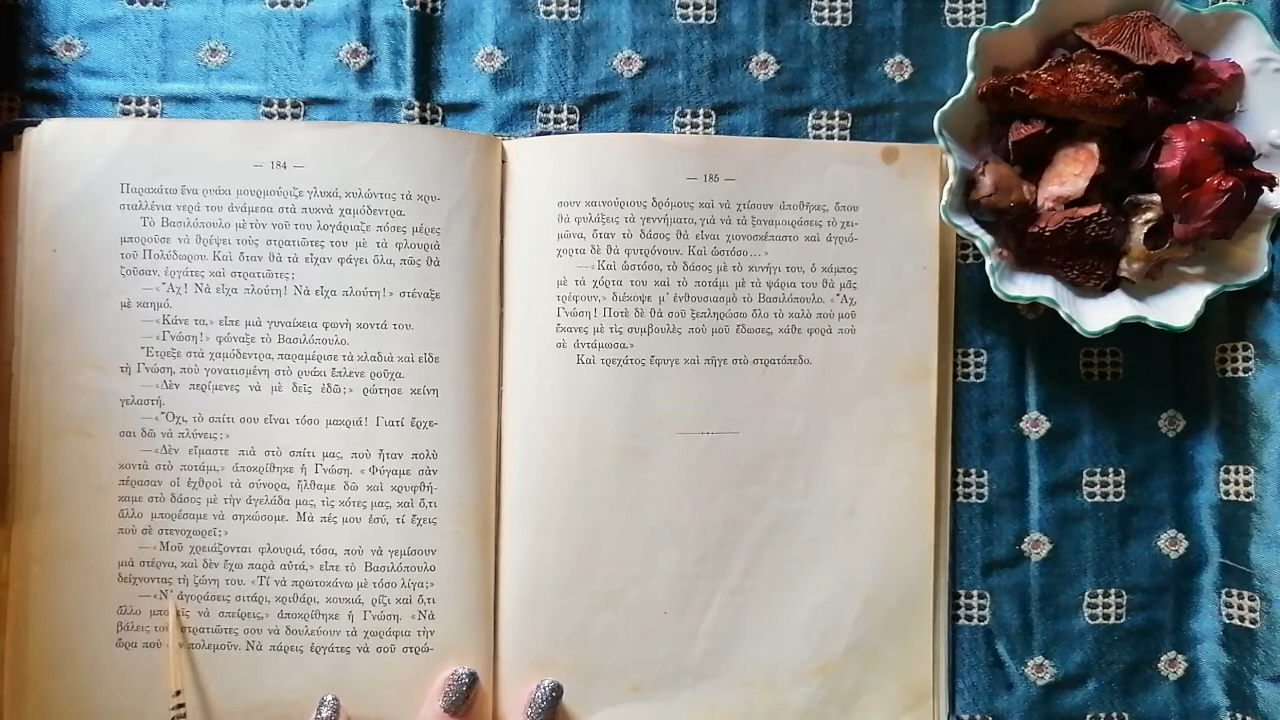 — 184 —
Παρακάτω ἕνα ρυάκι μουρμούριζε γλυκά, κυλώντας τὰ κρυ-
σταλλένια νερά του ἀνάμεσα στὰ πυκνὰ χαμόδεντρα.
Τὸ Βασιλόπουλο μὲ τὸν νοῦ του λογάριαζε πόσες μέρες
μποροῦσε νὰ θρέψει τοὺς στρατιῶτες του μὲ τὰ φλουριὰ
τοῦ Πολύδωρου. Καὶ ὅταν θὰ τὰ εἶχαν φάγει ὅλα, πῶς θὰ
ζοῦσαν, ἐργάτες καὶ στρατιῶτες;
—«Ἄχ! Νὰ εἶχα πλούτη! Νὰ εἶχα πλούτη!» στέναξε
μὲ καημό.
—«Κάνε τα,» εἶπε μιὰ γυναίκεια φωνὴ κοντά του.
—«Γνώση!» φώναξε τὸ Βασιλόπουλο.
Ἔτρεξε στὰ χαμόδεντρα, παραμέρισε τὰ κλαδιὰ καὶ εἶδε
τὴ Γνώση, ποὺ γονατισμένη στὸ ρυάκι ἔπλενε ροῦχα.
—«Δὲν περίμενες νὰ μὲ δεῖς ἐδῶ;» ρώτησε κείνη
γελαστή.
—«Ὄχι, τὸ σπίτι σου εἶναι τόσο μακριά! Γιατί ἔρχε-
σαι δῶ νὰ πλύνεις;»
—«Δὲν εἴμαστε πιὰ στὸ σπίτι μας, ποὺ ἦταν πολὺ
κοντὰ στὸ ποτάμι,» ἀποκρίθηκε ἡ Γνώση. «Φύγαμε σὰν
πέρασαν οἱ ἐχθροὶ τὰ σύνορα, ἤλθαμε δῶ καὶ κρυφθή-
καμε στὸ δάσος μὲ τὴν ἀγελάδα μας, τὶς κότες μας, καὶ ὅ,τι
ἄλλο μπορέσαμε νὰ σηκώσομε. Μὰ πές μου ἐσύ, τί ἔχεις
ποὺ σὲ στενοχωρεῖ;»
—«Μοῦ χρειάζονται φλουριά, τόσα, ποὺ νὰ γεμίσουν
μιὰ στέρνα, καὶ δὲν ἔχω παρὰ αὐτά,» εἶπε τὸ Βασιλόπουλο
δείχνοντας τὴ ζώνη του. «Τί νὰ πρωτοκάνω μὲ τόσο λίγα;»
—«Ν' ἀγοράσεις σιτάρι, κριθάρι, κουκιά, ρίζι καὶ ὅ,τι
ἄλλο μπορεῖς νὰ σπείρεις,» ἀποκρίθηκε ἡ Γνώση. «Νὰ
βάλεις στρατιῶτες σου νὰ δουλεύουν τὰ χωράφια τὴν
ὥρα ποὺ πολεμοῦν. Νὰ πάρεις ἐργάτες νὰ σοῦ στρώ-
— 185 —
σουν καινούριους δρόμους καὶ νὰ χτίσουν ἀποθῆκες, ὅπου
θὰ φυλάξεις τὰ γεννήματα, γιὰ νὰ τὰ ξαναμοιράσεις τὸ χει-
μῶνα, ὅταν τὸ δάσος θὰ εἶναι χιονοσκέπαστο καὶ ἀγριό-
χορτα δὲ θὰ φυτρόνουν. Καὶ ὡστόσο...»
—«Καὶ ὡστόσο, τὸ δάσος μὲ τὸ κυνήγι του, ὁ κάμπος
μὲ τὰ χόρτα του καὶ τὸ ποτάμι μὲ τὰ ψάρια του θὰ μᾶς
τρέφουν,» διέκοψε μ' ἐνθουσιασμὸ τὸ Βασιλόπουλο. «Ἄχ,
Γνώση! Ποτὲ δὲ θὰ σοῦ ξεπληρώσω ὅλο τὸ καλὸ ποὺ μοῦ
ἔκανες μὲ τὶς συμβουλὲς ποὺ μοῦ ἔδωσες, κάθε φορὰ ποὺ
σὲ ἀντάμωσα.»
Καὶ τρεχάτος ἔφυγε καὶ πῆγε στὸ στρατόπεδο.